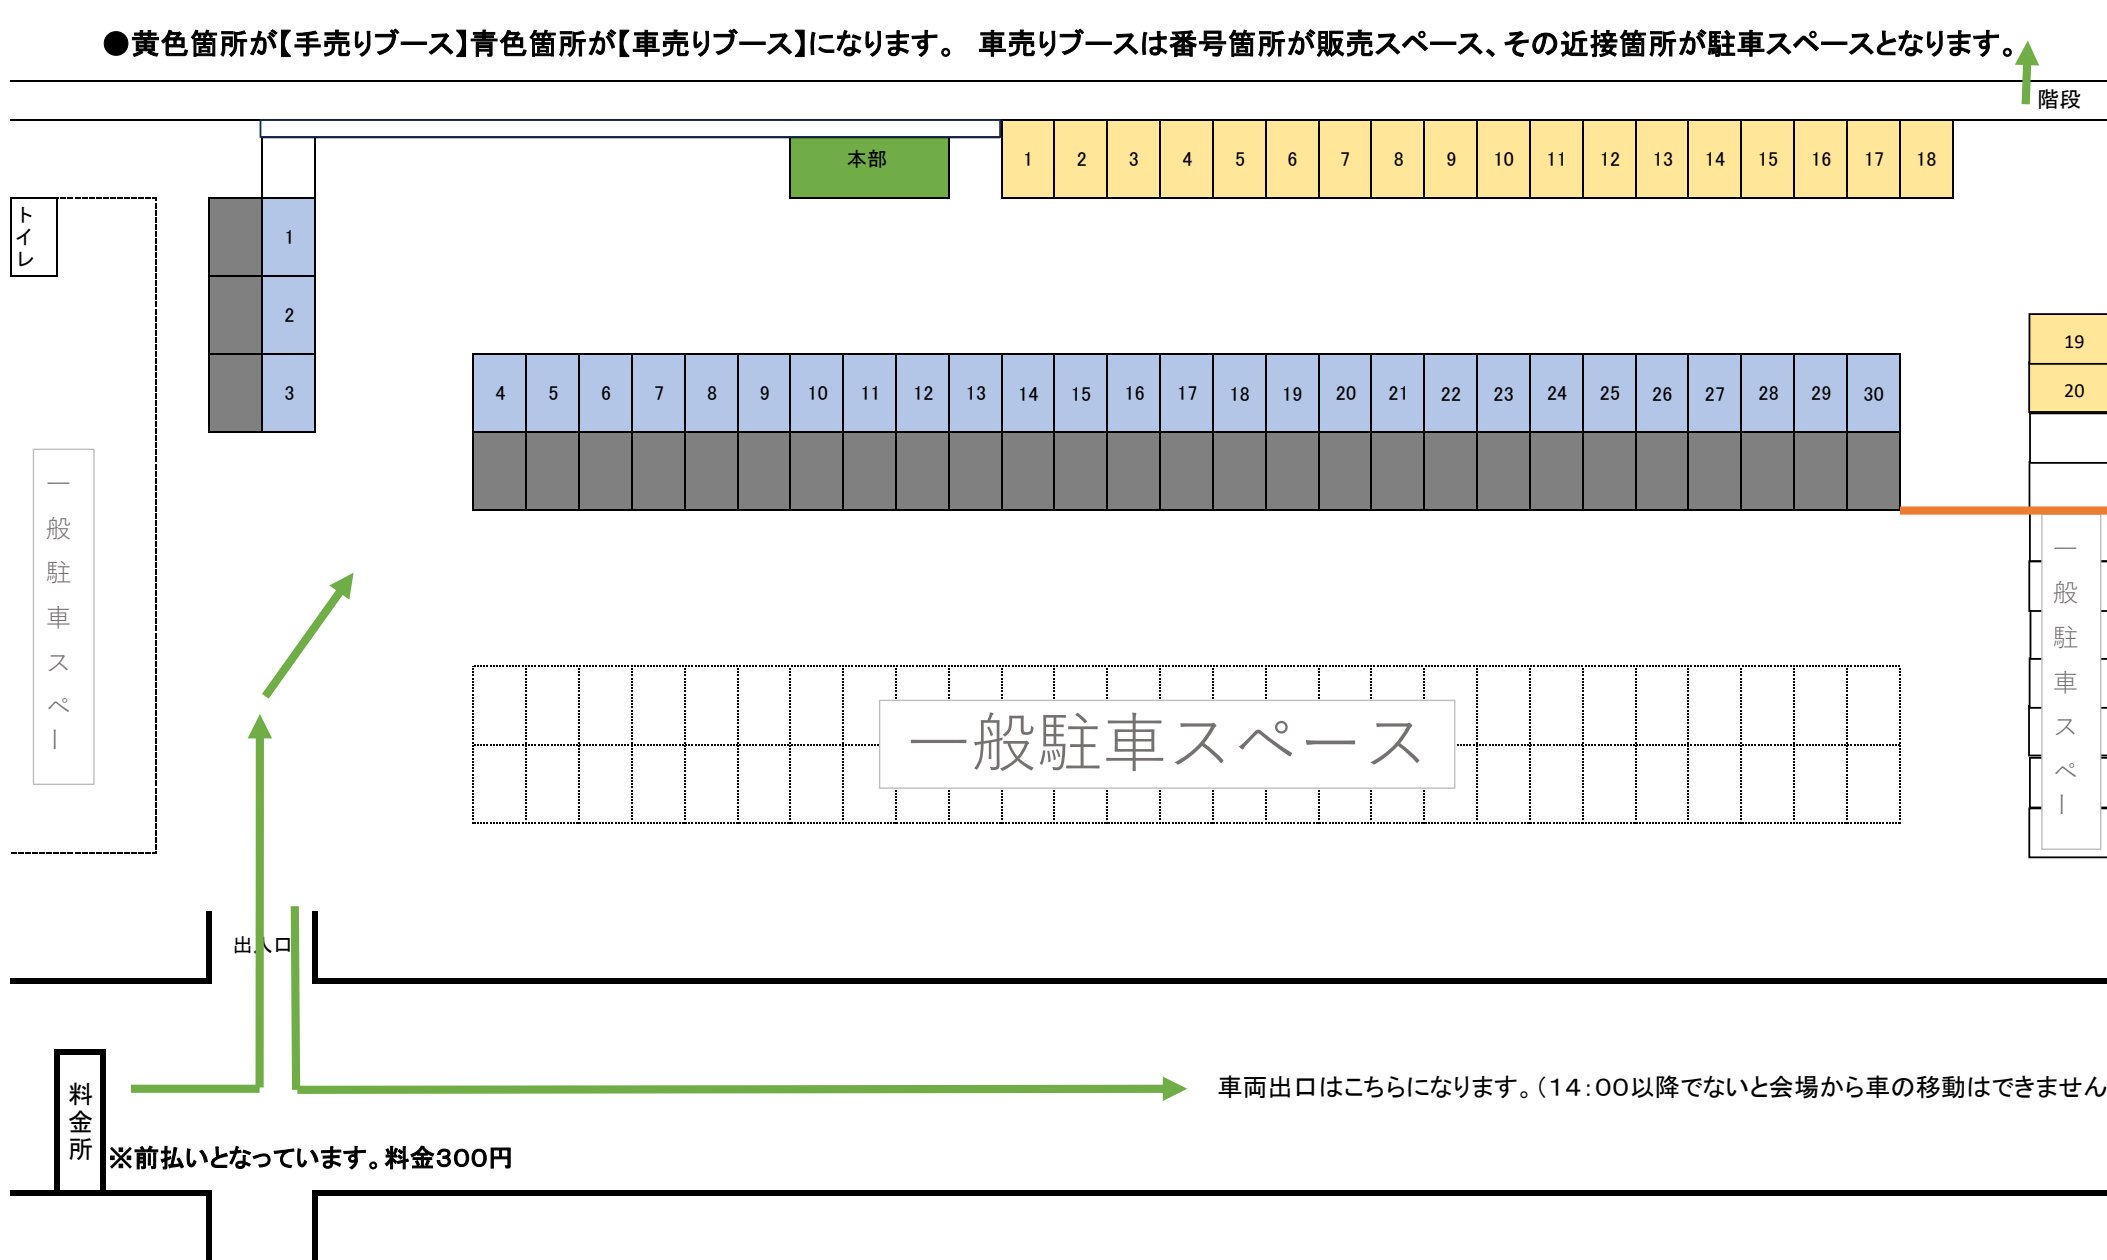 ●黄色箇所が【手売りブース】青色箇所が【車売りブース】になります。 車売りブースは番号箇所が販売スペース、その近接箇所が駐車スペースとなります。
階段
本部
1 2 3 4 5 6 7 8 9 10 11 12 13 14 15 16 17 18
トイレ
1
2
3
19
20
4 5 6 7 8 9 10 11 12 13 14 15 16 17 18 19 20 21 22 23 24 25 26 27 28 29 30
一般駐車スペー
一般駐車スペー
一般駐車スペース
出入口
料金所
車両出口はこちらになります。(14:00以降でないと会場から車の移動はできません
※前払いとなっています。料金300円